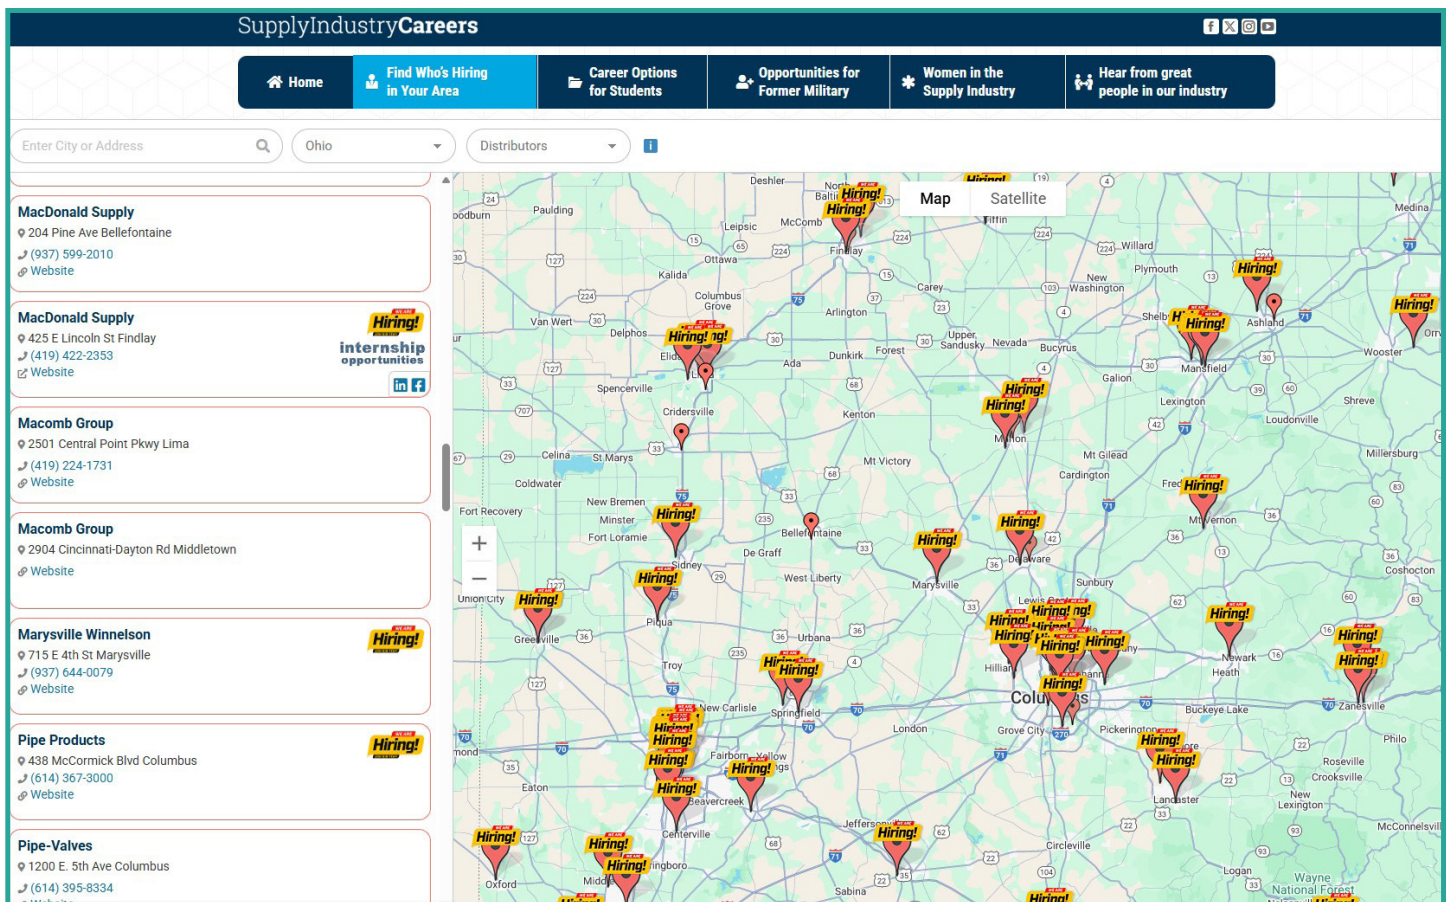 SupplyIndustryCareers
Home
Find Who's Hiring
in Your Area
Career Options
for Students
Opportunities for
Former Military
Women in the
Supply Industry
Hear from great
people in our industry
Enter City or Address
Ohio
Distributors
MacDonald Supply
204 Pine Ave Bellefontaine
(937) 599-2010
Website
MacDonald Supply
425 E Lincoln St Findlay
(419) 422-2353
Website
WE ARE
Hiring!
internship
opportunities
Macomb Group
2501 Central Point Pkwy Lima
(419) 224-1731
Website
Macomb Group
2904 Cincinnati-Dayton Rd Middletown
Website
Marysville Winnelson
715 E 4th St Marysville
(937) 644-0079
Website
WE ARE
Hiring!
Pipe Products
438 McCormick Blvd Columbus
(614) 367-3000
Website
WE ARE
Hiring!
Pipe-Valves
1200 E. 5th Ave Columbus
(614) 395-8334
Map
Satellite
Deshler
Paulding
Leipsic
McComb
Ottawa
Findlay
Kalida
Columbus
Grove
Van Wert
Delphos
Arlington
Carey
Willard
Plymouth
New
Washington
Medina
Ashland
Wooster
Mansfield
Ada
Dunkirk
Forest
Upper
Sandusky
Nevada
Bucyrus
Galion
Lexington
Shreve
Loudonville
Spencerville
Cridersville
Kenton
Marion
Mt Gilead
Cardington
Millersburg
Celina
St Marys
Coldwater
Mt Victory
New Bremen
Minster
Fort Loramie
Fort Recovery
Sidney
De Graff
Bellefontaine
West Liberty
Marysville
Delaware
Sunbury
Mt Vernon
Coshocton
Union City
Greenville
Piqua
Urbana
Troy
New Carlisle
Springfield
London
Columbus
Grove City
Pickerington
Newark
Heath
Buckeye Lake
Zanesville
Philo
Roseville
Crooksville
New
Lexington
McConnelsvil
Eaton
Beavercreek
Centerville
Oxford
Sabina
Circleville
Lancaster
Logan
Wayne
National Forest
Hiring!